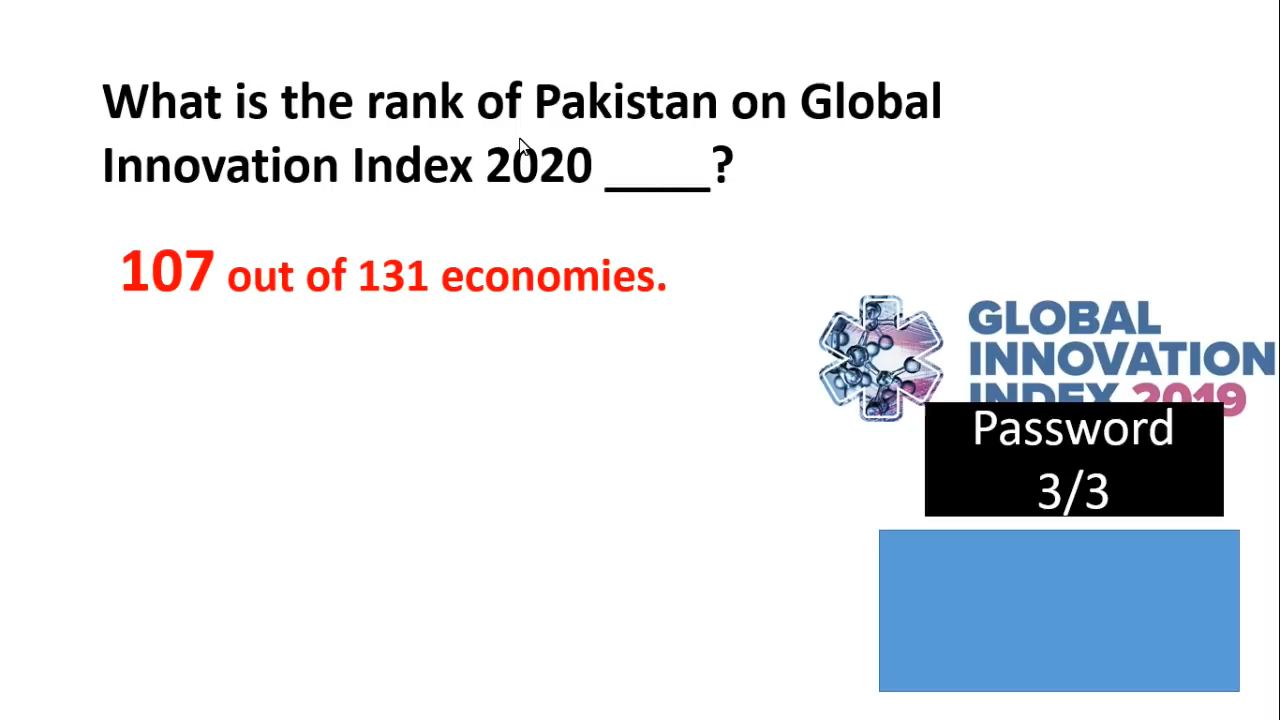 What is the rank of Pakistan on Global
Innovation Index 2020 ____?
107 out of 131 economies.
GLOBAL
INNOVATION
INDEX 2019
Password
3/3